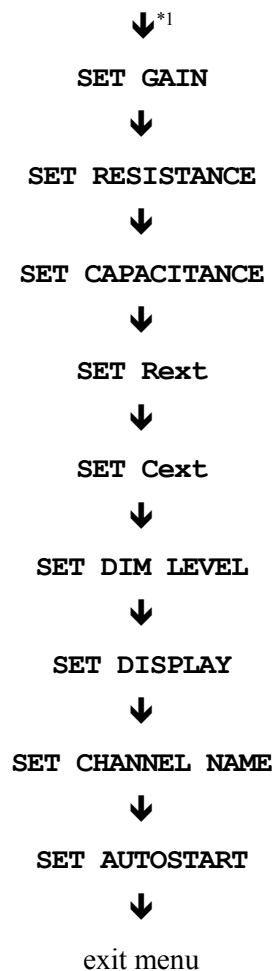 *1
SET GAIN
SET RESISTANCE
SET CAPACITANCE
SET Rext
SET Cext
SET DIM LEVEL
SET DISPLAY
SET CHANNEL NAME
SET AUTOSTART
exit menu